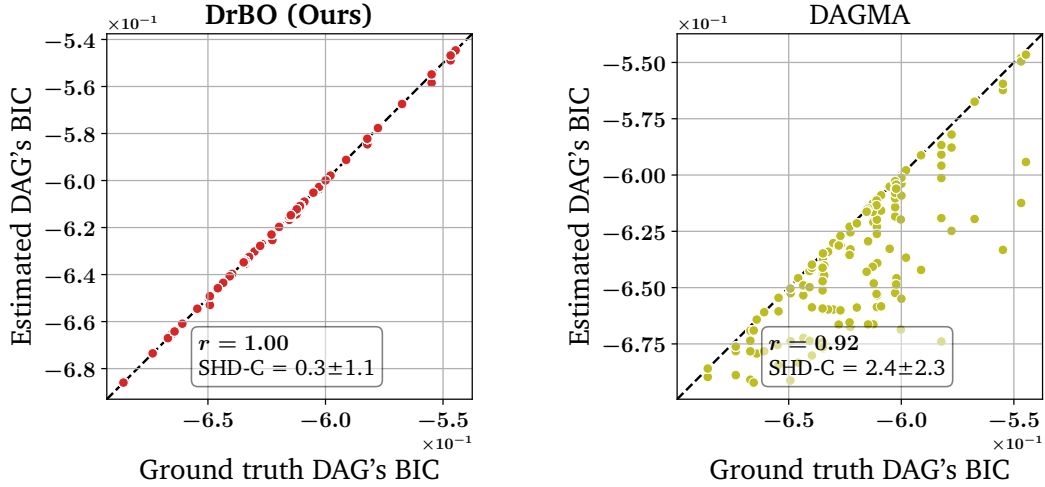 DrBO (Ours)
×10⁻¹
−5.4
−5.6
−5.8
−6.0
−6.2
−6.4
−6.6
−6.8
Estimated DAG's BIC
r = 1.00
SHD-C = 0.3±1.1
−6.5
−6.0
−5.5
×10⁻¹
Ground truth DAG's BIC
DAGMA
×10⁻¹
−5.50
−5.75
−6.00
−6.25
−6.50
−6.75
Estimated DAG's BIC
r = 0.92
SHD-C = 2.4±2.3
−6.5
−6.0
−5.5
×10⁻¹
Ground truth DAG's BIC